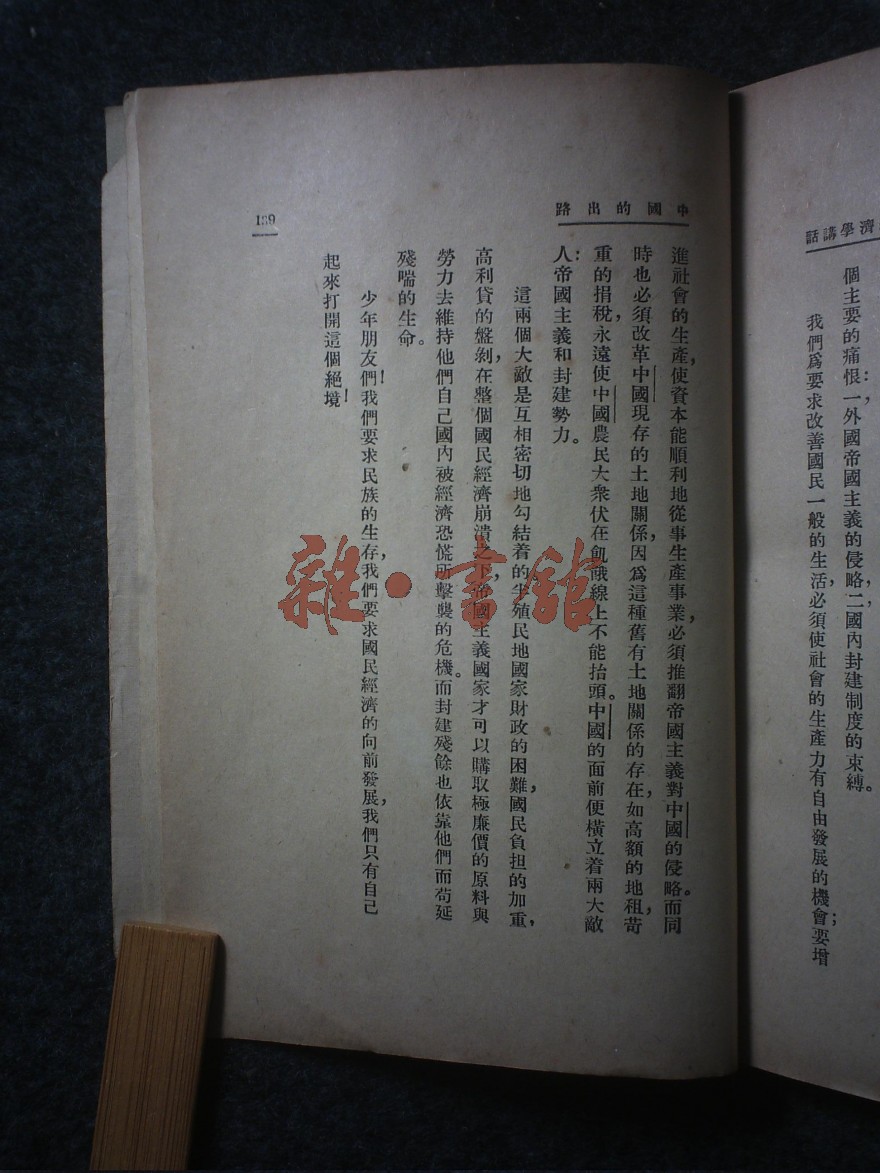 濟學講話
個主要的痛恨:一,外國帝國主義的侵略,二,國內封建制度的束縛。
我們爲要求改善國民一般的生活,必須使社會的生產力有自由發展的機會;要增
中國的出路
進社會的生產,使資本能順利地從事生產事業,必須推翻帝國主義對中國的侵略。而同
時也必須改革中國現存的土地關係,因爲這種舊有土地關係的存在,如高額的地租,苛
重的捐稅,永遠使中國農民大衆伏在飢餓線上不能抬頭。中國的面前便橫立着兩大敵
人:帝國主義和封建勢力。
這兩個大敵是互相密切地勾結着的,半殖民地國家財政的困難,國民負担的加重,
高利貸的盤剝,在整個國民經濟崩潰之下,帝國主義國家才可以購取極廉價的原料與
勞力去維持他們自己國內被經濟恐慌所擊襲的危機。而封建殘餘也依靠他們而苟延
殘喘的生命。
少年朋友們!我們要求民族的生存,我們要求國民經濟的向前發展,我們只有自己
起來打開這個絕境!
139
雜·書館